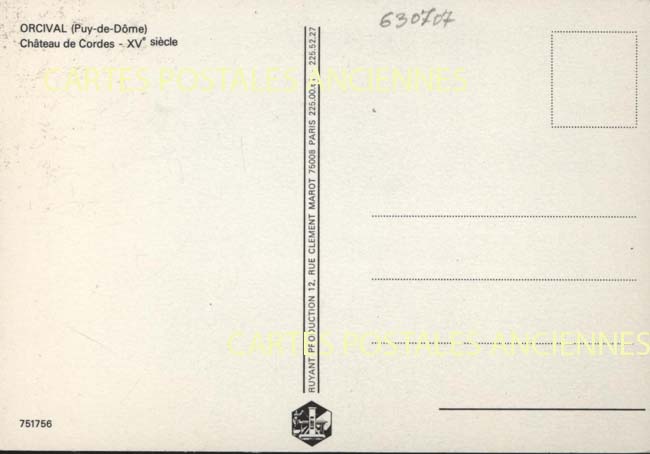 ORCIVAL (Puy-de-Dôme)
Château de Cordes - XVe siècle
630707
CARTES POSTALES ANCIENNES
RUYANT PRODUCTION 12, RUE CLEMENT MAROT 75008 PARIS 225.00. 225.52.27
CARTES POSTALES ANCIENNES
751756